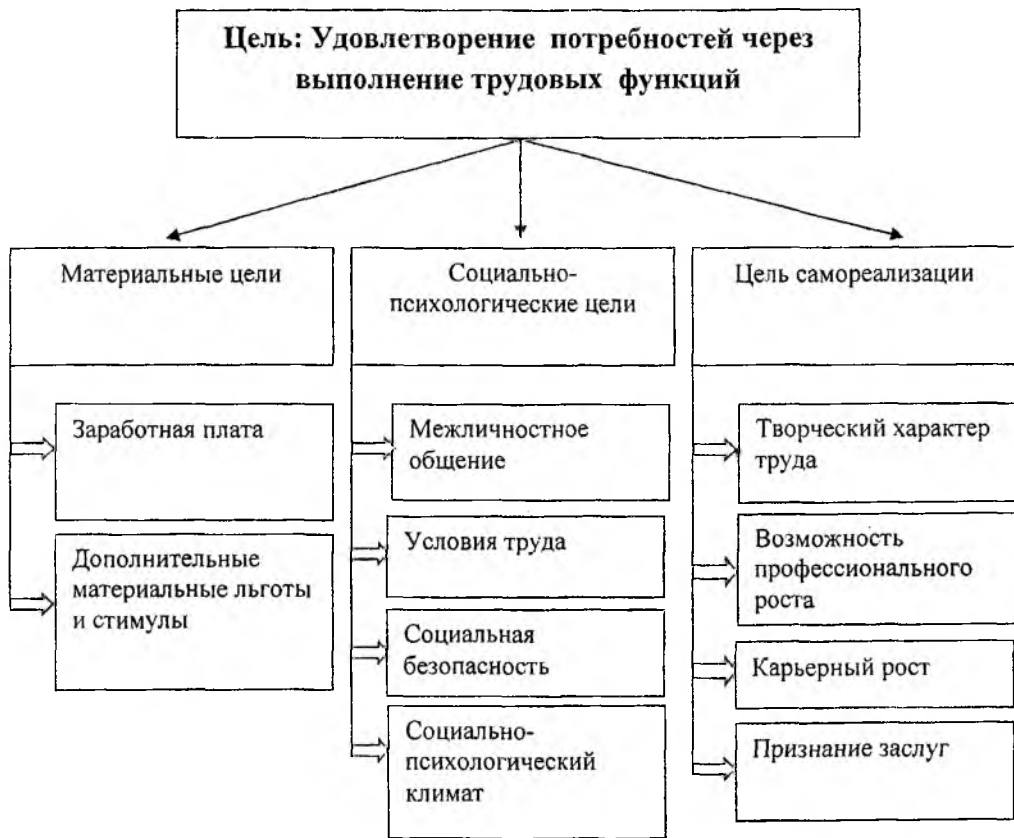 Цель: Удовлетворение потребностей через
выполнение трудовых функций
Материальные цели
Социально-
психологические цели
Цель самореализации
Заработная плата
Дополнительные
материальные льготы
и стимулы
Межличностное
общение
Условия труда
Социальная
безопасность
Социально-
психологический
климат
Творческий характер
труда
Возможность
профессионального
роста
Карьерный рост
Признание заслуг